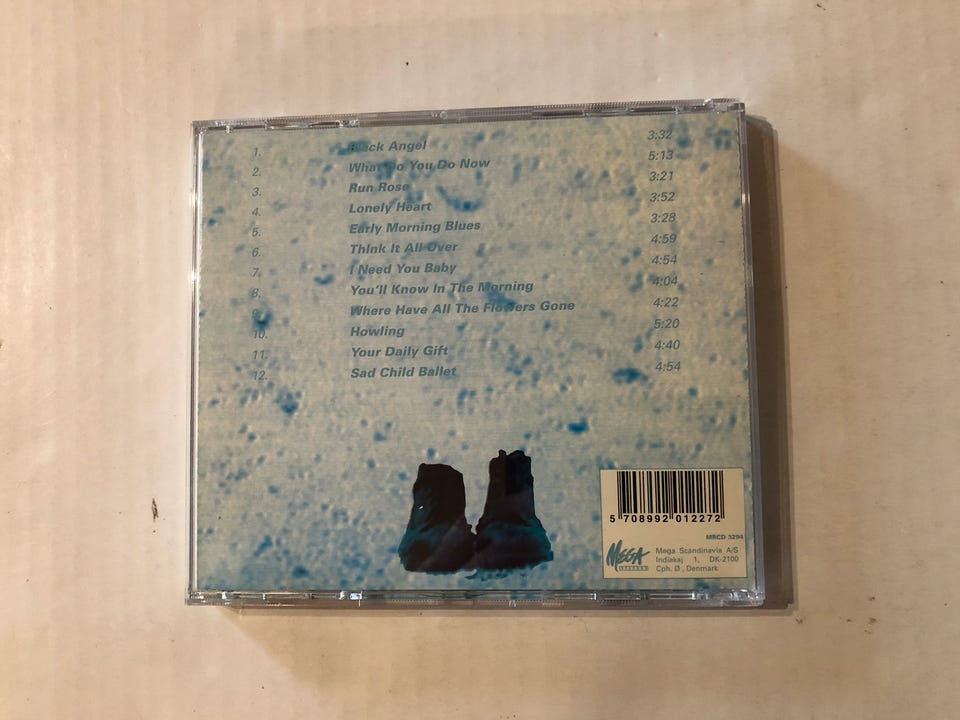 1. Black Angel 3:32
2. What Do You Do Now 5:13
3. Run Rose 3:21
4. Lonely Heart 3:52
5. Early Morning Blues 3:28
6. Think It All Over 4:59
7. I Need You Baby 4:54
8. You'll Know In The Morning 4:04
9. Where Have All The Flowers Gone 4:22
10. Howling 5:20
11. Your Daily Gift 4:40
12. Sad Child Ballet 4:54
5 708992 012272
MRCD 3294
MEGA RECORDS
Mega Scandinavia A/S
Indiakaj 1, DK-2100
Cph. Ø , Denmark